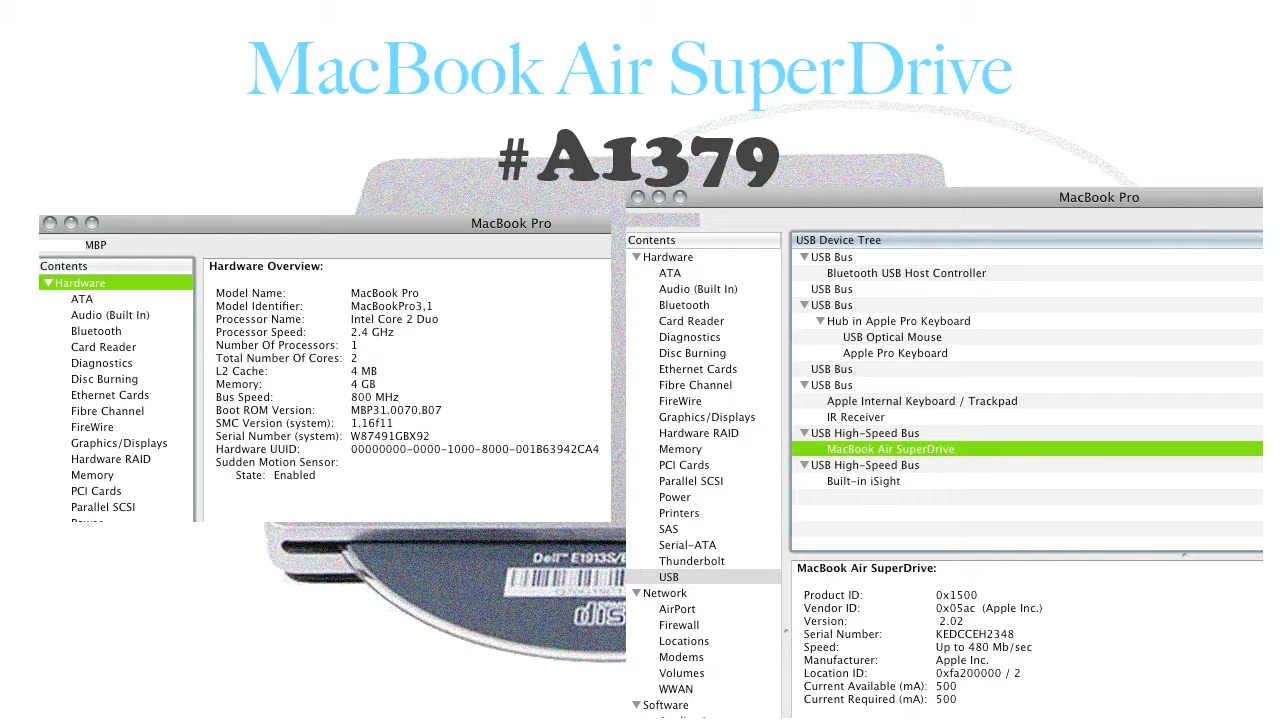 MacBook Air SuperDrive
#A1379
MacBook Pro
MBP
Contents
Hardware
ATA
Audio (Built In)
Bluetooth
Card Reader
Diagnostics
Disc Burning
Ethernet Cards
Fibre Channel
FireWire
Graphics/Displays
Hardware RAID
Memory
PCI Cards
Parallel SCSI
Hardware Overview:
Model Name: MacBook Pro
Model Identifier: MacBookPro3,1
Processor Name: Intel Core 2 Duo
Processor Speed: 2.4 GHz
Number Of Processors: 1
Total Number Of Cores: 2
L2 Cache: 4 MB
Memory: 4 GB
Bus Speed: 800 MHz
Boot ROM Version: MBP31.0070.B07
SMC Version (system): 1.16f11
Serial Number (system): W87491GBX92
Hardware UUID: 00000000-0000-1000-8000-001B63942CA4
Sudden Motion Sensor:
State: Enabled
MacBook Pro
Contents
Hardware
ATA
Audio (Built In)
Bluetooth
Card Reader
Diagnostics
Disc Burning
Ethernet Cards
Fibre Channel
FireWire
Graphics/Displays
Hardware RAID
Memory
PCI Cards
Parallel SCSI
Power
Printers
SAS
Serial-ATA
Thunderbolt
USB
Network
AirPort
Firewall
Locations
Modems
Volumes
WWAN
Software
USB Device Tree
USB Bus
Bluetooth USB Host Controller
USB Bus
USB Bus
Hub in Apple Pro Keyboard
USB Optical Mouse
Apple Pro Keyboard
USB Bus
USB Bus
Apple Internal Keyboard / Trackpad
IR Receiver
USB High-Speed Bus
MacBook Air SuperDrive
USB High-Speed Bus
Built-in iSight
MacBook Air SuperDrive:
Product ID: 0x1500
Vendor ID: 0x05ac (Apple Inc.)
Version: 2.02
Serial Number: KEDCCEH2348
Speed: Up to 480 Mb/sec
Manufacturer: Apple Inc.
Location ID: 0xfa200000 / 2
Current Available (mA): 500
Current Required (mA): 500
Dell™ E1913S/